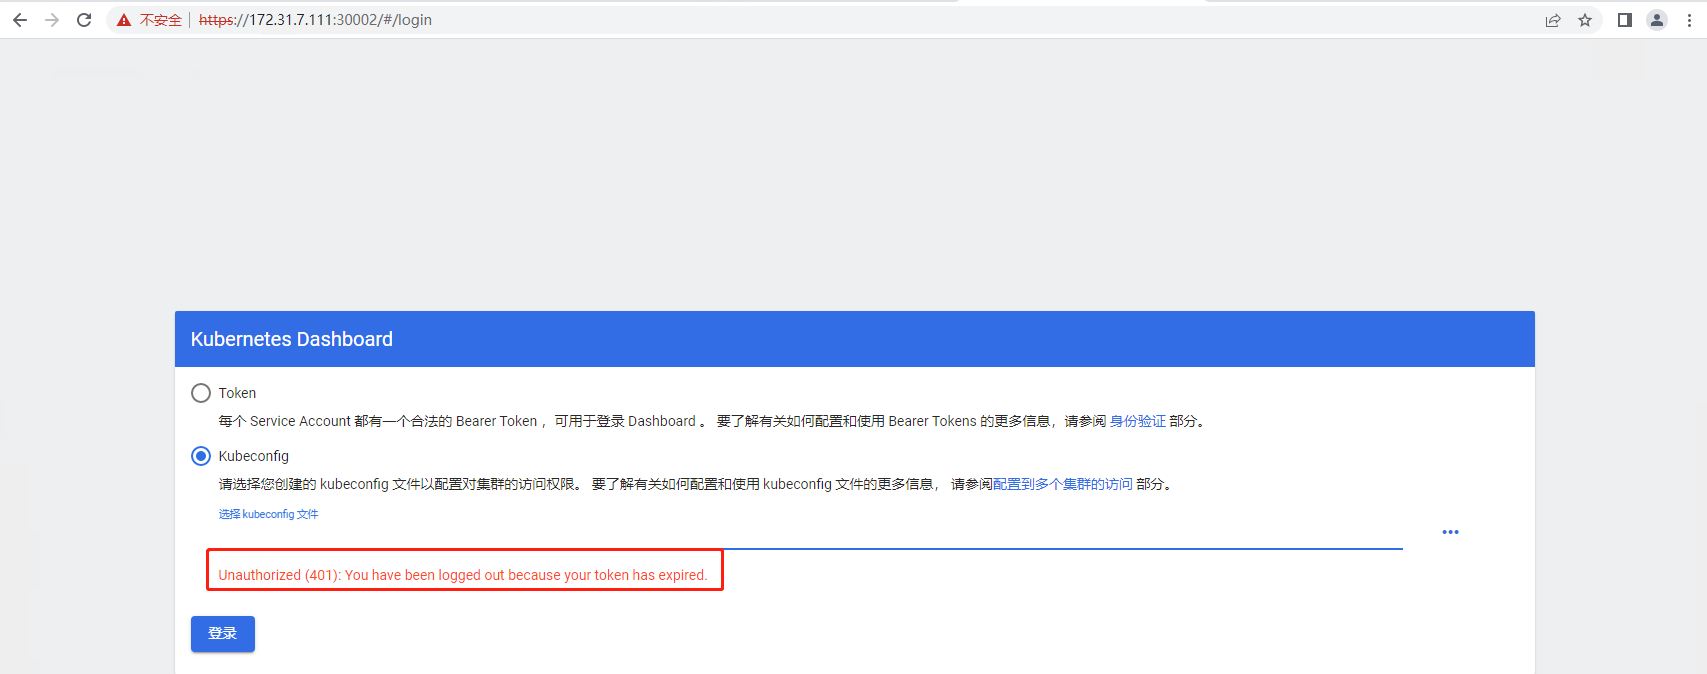 不安全 https://172.31.7.111:30002/#/login
Kubernetes Dashboard
Token
每个 Service Account 都有一个合法的 Bearer Token ，可用于登录 Dashboard 。 要了解有关如何配置和使用 Bearer Tokens 的更多信息，请参阅 身份验证 部分。
Kubeconfig
请选择您创建的 kubeconfig 文件以配置对集群的访问权限。 要了解有关如何配置和使用 kubeconfig 文件的更多信息， 请参阅配置到多个集群的访问 部分。
选择 kubeconfig 文件
Unauthorized (401): You have been logged out because your token has expired.
登录